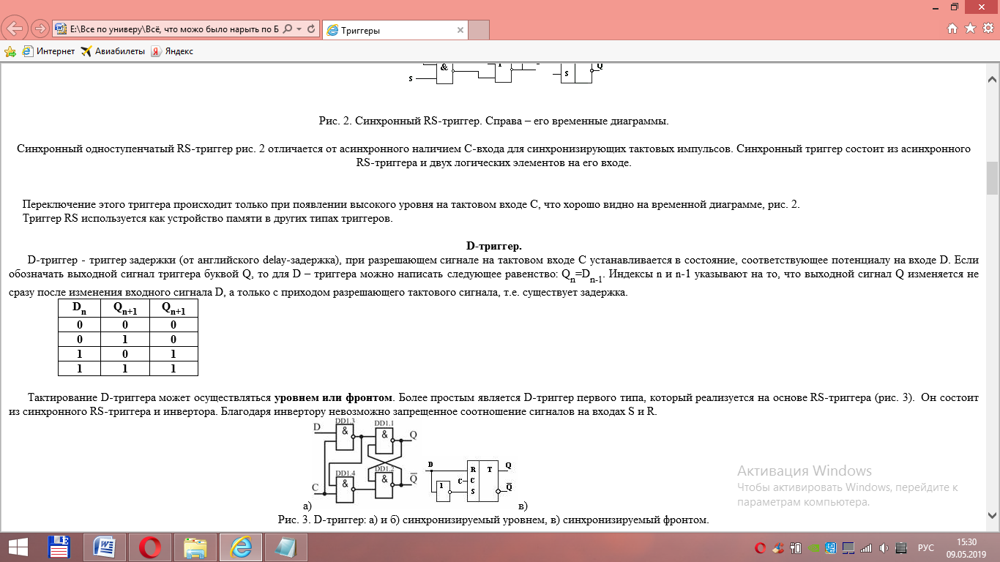 E:\Все по универу\Всё, что можо было нарыть по Б
Триггеры
Интернет Авиабилеты Яндекс
S & S Q
Рис. 2. Синхронный RS-триггер. Справа – его временные диаграммы.
Синхронный одноступенчатый RS-триггер рис. 2 отличается от асинхронного наличием С-входа для синхронизирующих тактовых импульсов. Синхронный триггер состоит из асинхронного
RS-триггера и двух логических элементов на его входе.
Переключение этого триггера происходит только при появлении высокого уровня на тактовом входе С, что хорошо видно на временной диаграмме, рис. 2.
Триггер RS используется как устройство памяти в других типах триггеров.
D-триггер.
D-триггер - триггер задержки (от английского delay-задержка), при разрешающем сигнале на тактовом входе С устанавливается в состояние, соответствующее потенциалу на входе D. Если
обозначать выходной сигнал триггера буквой Q, то для D – триггера можно написать следующее равенство: Qn=Dn-1. Индексы n и n-1 указывают на то, что выходной сигнал Q изменяется не
сразу после изменения входного сигнала D, а только с приходом разрешающего тактового сигнала, т.е. существует задержка.
Dn Qn+1 Qn+1
0 0 0
0 1 0
1 0 1
1 1 1
Тактирование D-триггера может осуществляться уровнем или фронтом. Более простым является D-триггер первого типа, который реализуется на основе RS-триггера (рис. 3). Он состоит
из синхронного RS-триггера и инвертора. Благодаря инвертору невозможно запрещенное соотношение сигналов на входах S и R.
DD1.3 DD1.1
D & & Q
DD1.4 DD1.2
C & & Q
D R T Q
1 C C
S Q
а) в)
Рис. 3. D-триггер: а) и б) синхронизируемый уровнем, в) синхронизируемый фронтом.
Активация Windows
Чтобы активировать Windows, перейдите к
параметрам компьютера.
РУС
15:30
09.05.2019